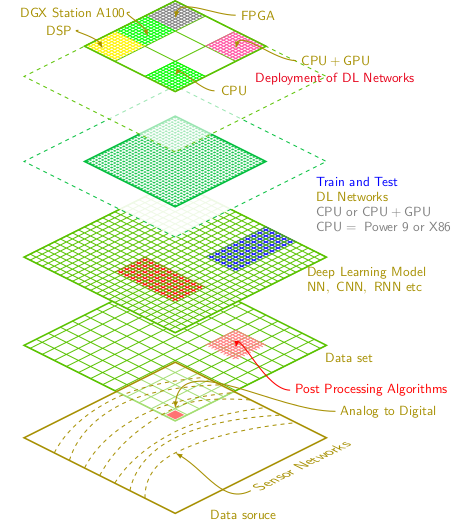 DGX Station A100
FPGA
DSP
CPU + GPU
Deployment of DL Networks
CPU
Train and Test
DL Networks
CPU or CPU + GPU
CPU = Power 9 or X86
Deep Learning Model
NN, CNN, RNN etc
Data set
Post Processing Algorithms
Analog to Digital
Sensor Networks
Data soruce